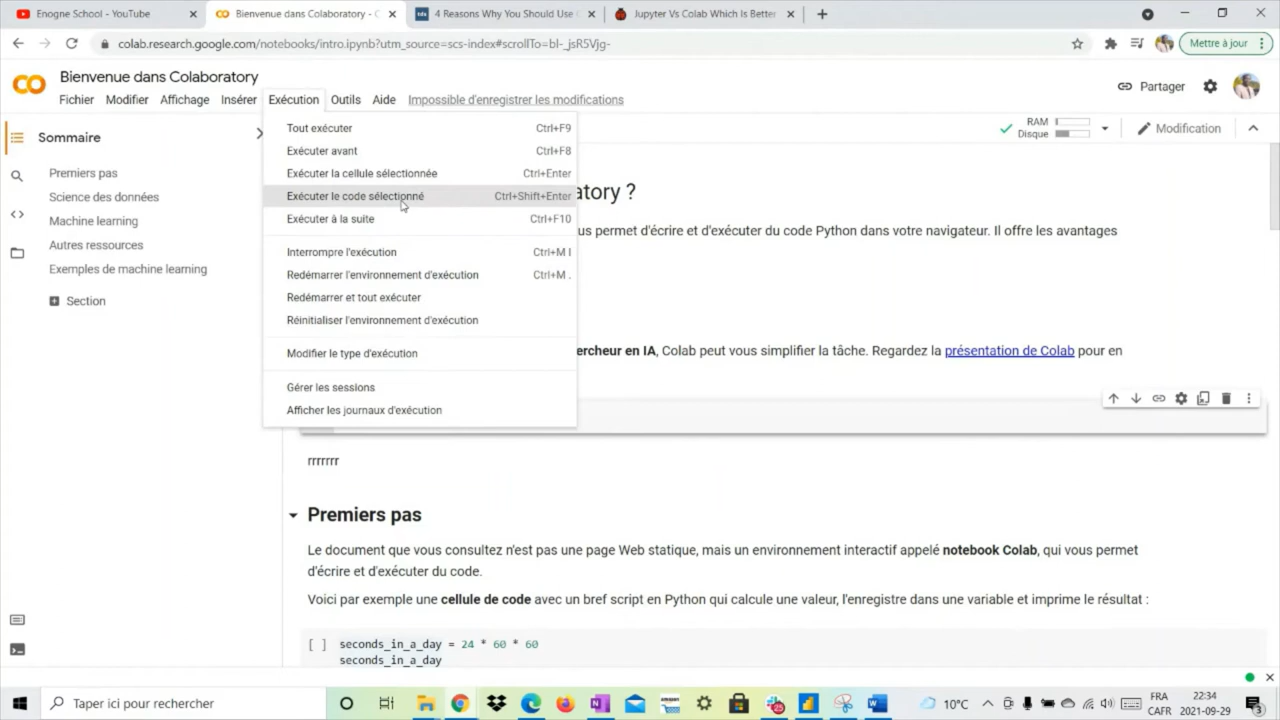 Enogne School - YouTube
Bienvenue dans Colaboratory - C
4 Reasons Why You Should Use
Jupyter Vs Colab Which Is Better
colab.research.google.com/notebooks/intro.ipynb?utm_source=scs-index#scrollTo=bl-_jsR5Vjg-
Mettre à jour
Bienvenue dans Colaboratory
Fichier Modifier Affichage Insérer Exécution Outils Aide Impossible d'enregistrer les modifications
Partager
RAM
Disque
Modification
Sommaire
Premiers pas
Science des données
Machine learning
Autres ressources
Exemples de machine learning
Section
Tout exécuter Ctrl+F9
Exécuter avant Ctrl+F8
Exécuter la cellule sélectionnée Ctrl+Enter
Exécuter le code sélectionné Ctrl+Shift+Enter
Exécuter à la suite Ctrl+F10
Interrompre l'exécution Ctrl+M I
Redémarrer l'environnement d'exécution Ctrl+M .
Redémarrer et tout exécuter
Réinitialiser l'environnement d'exécution
Modifier le type d'exécution
Gérer les sessions
Afficher les journaux d'exécution
atory ?
us permet d'écrire et d'exécuter du code Python dans votre navigateur. Il offre les avantages
ercheur en IA, Colab peut vous simplifier la tâche. Regardez la présentation de Colab pour en
rrrrrrr
Premiers pas
Le document que vous consultez n'est pas une page Web statique, mais un environnement interactif appelé notebook Colab, qui vous permet
d'écrire et d'exécuter du code.
Voici par exemple une cellule de code avec un bref script en Python qui calcule une valeur, l'enregistre dans une variable et imprime le résultat :
[ ] seconds_in_a_day = 24 * 60 * 60
seconds_in_a_day
Taper ici pour rechercher
10°C
FRA
CAFR
22:34
2021-09-29
3